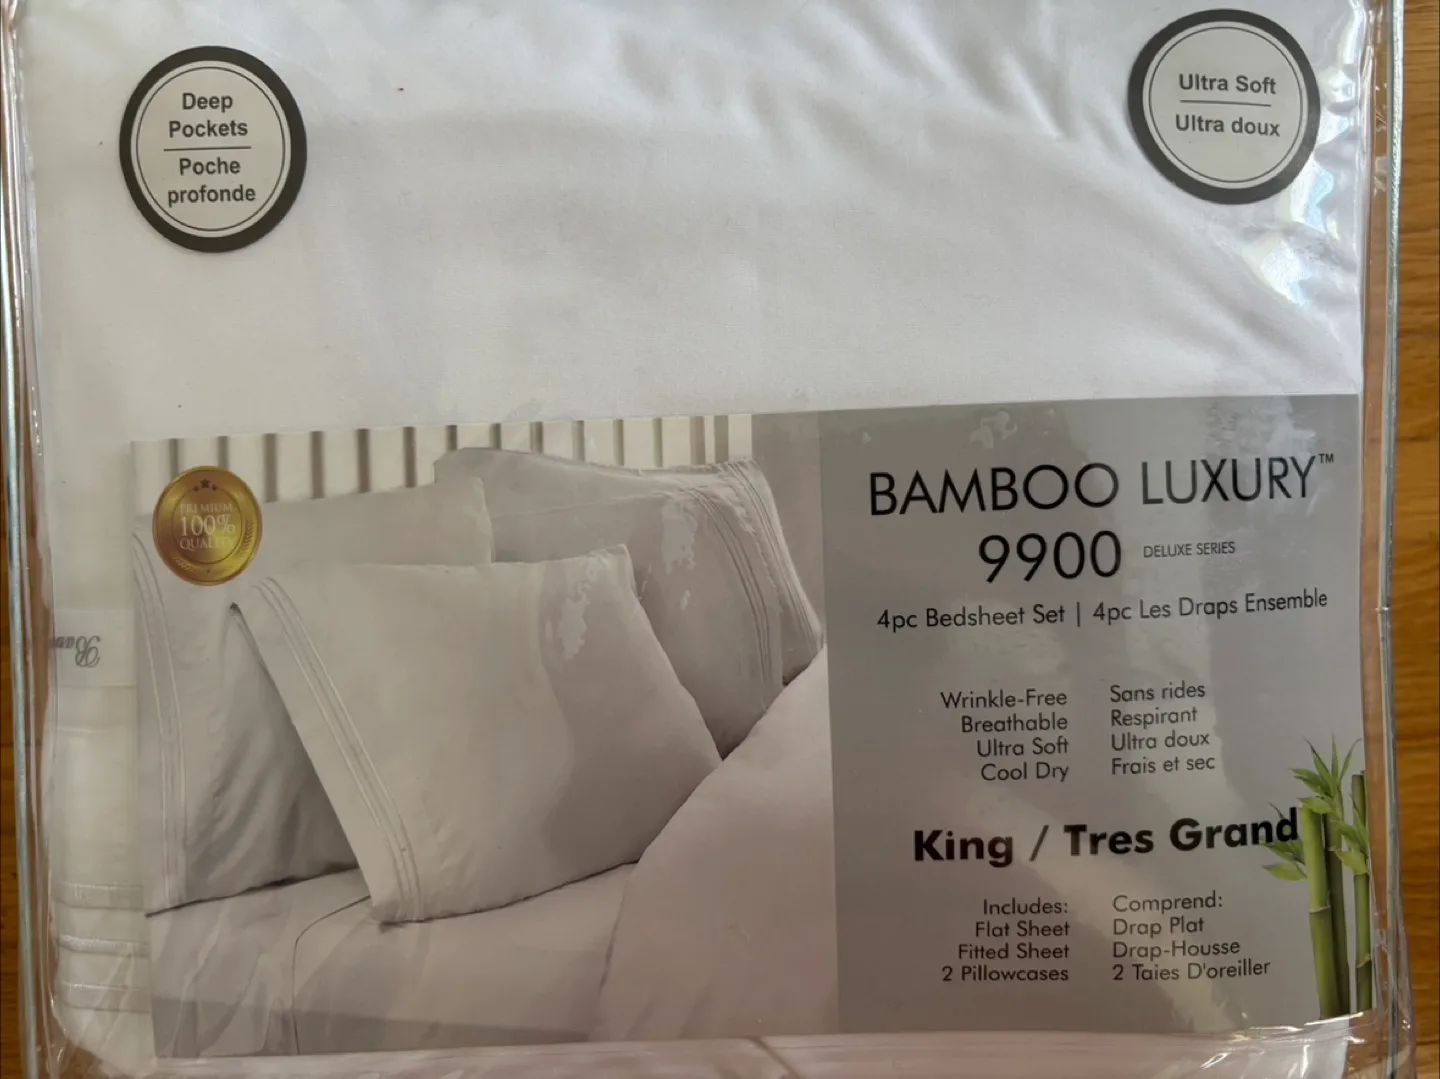 Deep
Pockets
Poche
profonde
Ultra Soft
Ultra doux
PREMIUM
100%
QUALITY
BAMBOO LUXURY™
9900 DELUXE SERIES
4pc Bedsheet Set | 4pc Les Draps Ensemble
Wrinkle-Free
Breathable
Ultra Soft
Cool Dry
Sans rides
Respirant
Ultra doux
Frais et sec
King / Tres Grand
Includes:
Flat Sheet
Fitted Sheet
2 Pillowcases
Comprend:
Drap Plat
Drap-Housse
2 Taies D'oreiller